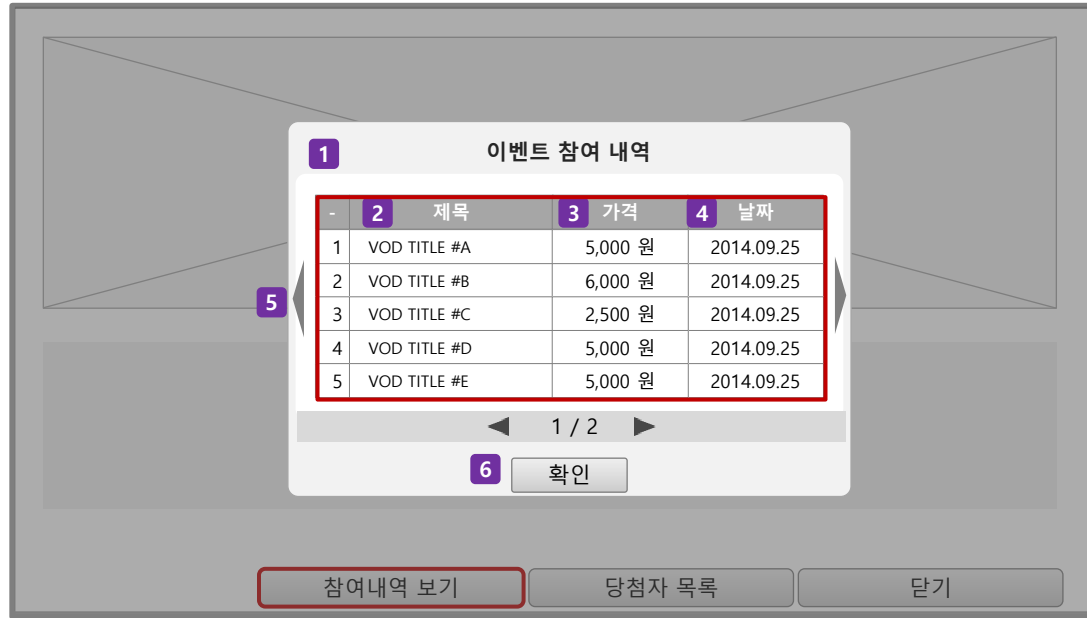 1 이벤트 참여 내역
- 2 제목 3 가격 4 날짜
1 VOD TITLE #A 5,000 원 2014.09.25
2 VOD TITLE #B 6,000 원 2014.09.25
5
3 VOD TITLE #C 2,500 원 2014.09.25
4 VOD TITLE #D 5,000 원 2014.09.25
5 VOD TITLE #E 5,000 원 2014.09.25
1 / 2
6 확인
참여내역 보기 당첨자 목록 닫기